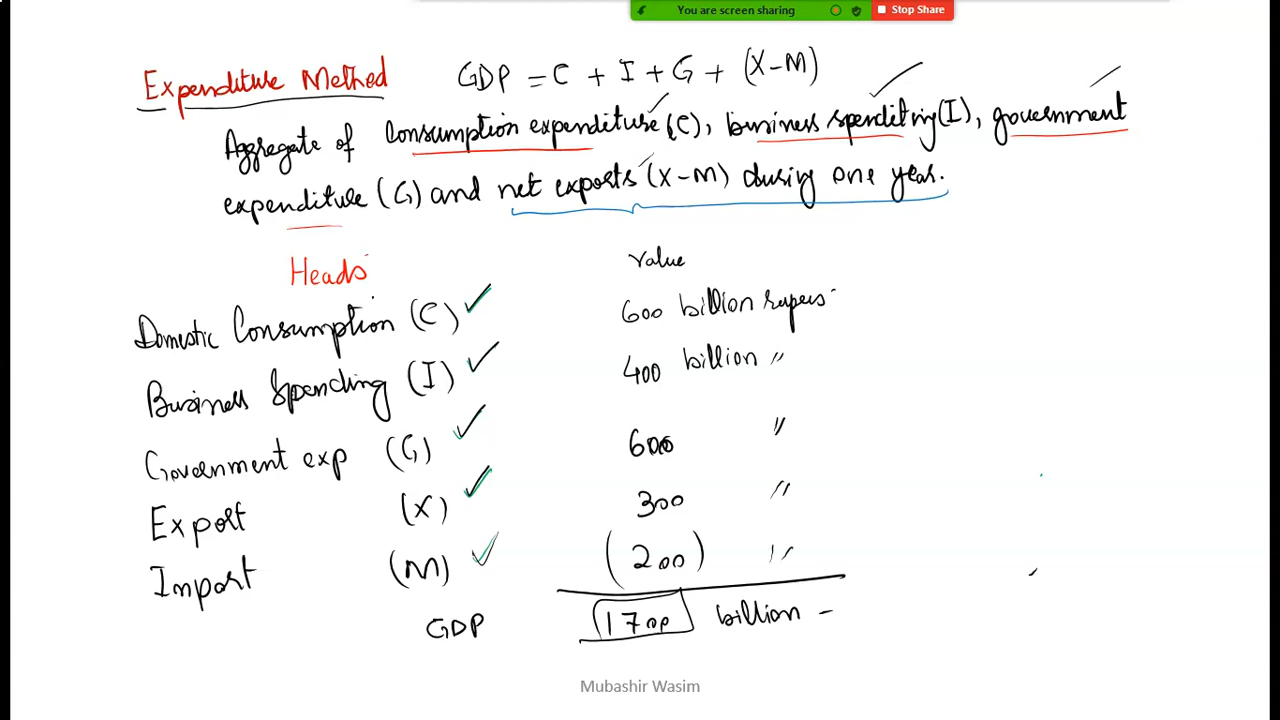 You are screen sharing Stop Share
Expenditure Method GDP = C + I + G + (X-M)
Aggregate of Consumption expenditure (C), business spending (I), government
expenditure (G) and net exports (X-M) during one year.
Heads Value
Domestic Consumption (C) 600 billion rupees
Business Spending (I) 400 billion "
Government exp (G) 600 "
Export (X) 300 "
Import (M) (200) "
GDP 1700 billion -
Mubashir Wasim